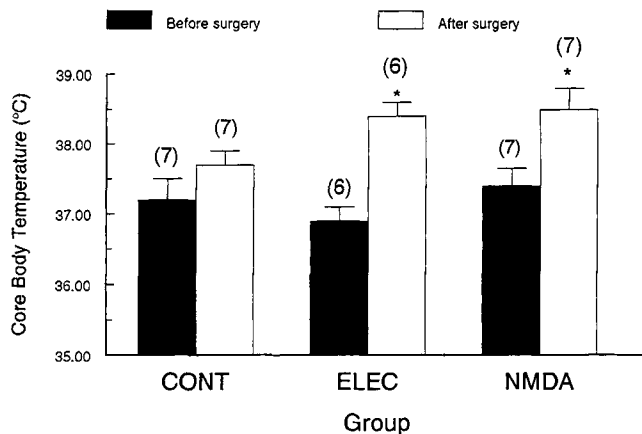 Before surgery
After surgery
Core Body Temperature (ºC)
39.00
38.00
37.00
36.00
35.00
(7)
(7)
(6)
(6)
*
(7)
(7)
*
CONT
ELEC
NMDA
Group